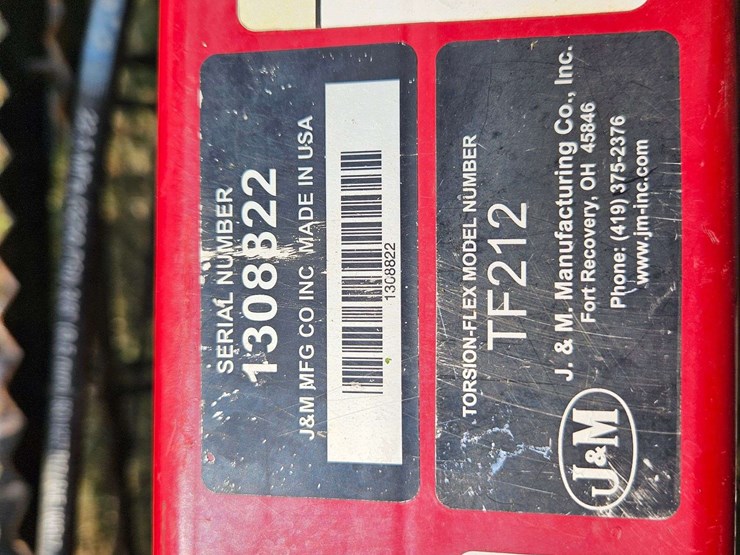 SERIAL NUMBER
1308822
J&M MFG CO INC MADE IN USA
1308822
TORSION-FLEX MODEL NUMBER
TF212
J&M
J. & M. Manufacturing Co., Inc.
Fort Recovery, OH 45846
Phone: (419) 375-2376
www.jm-inc.com